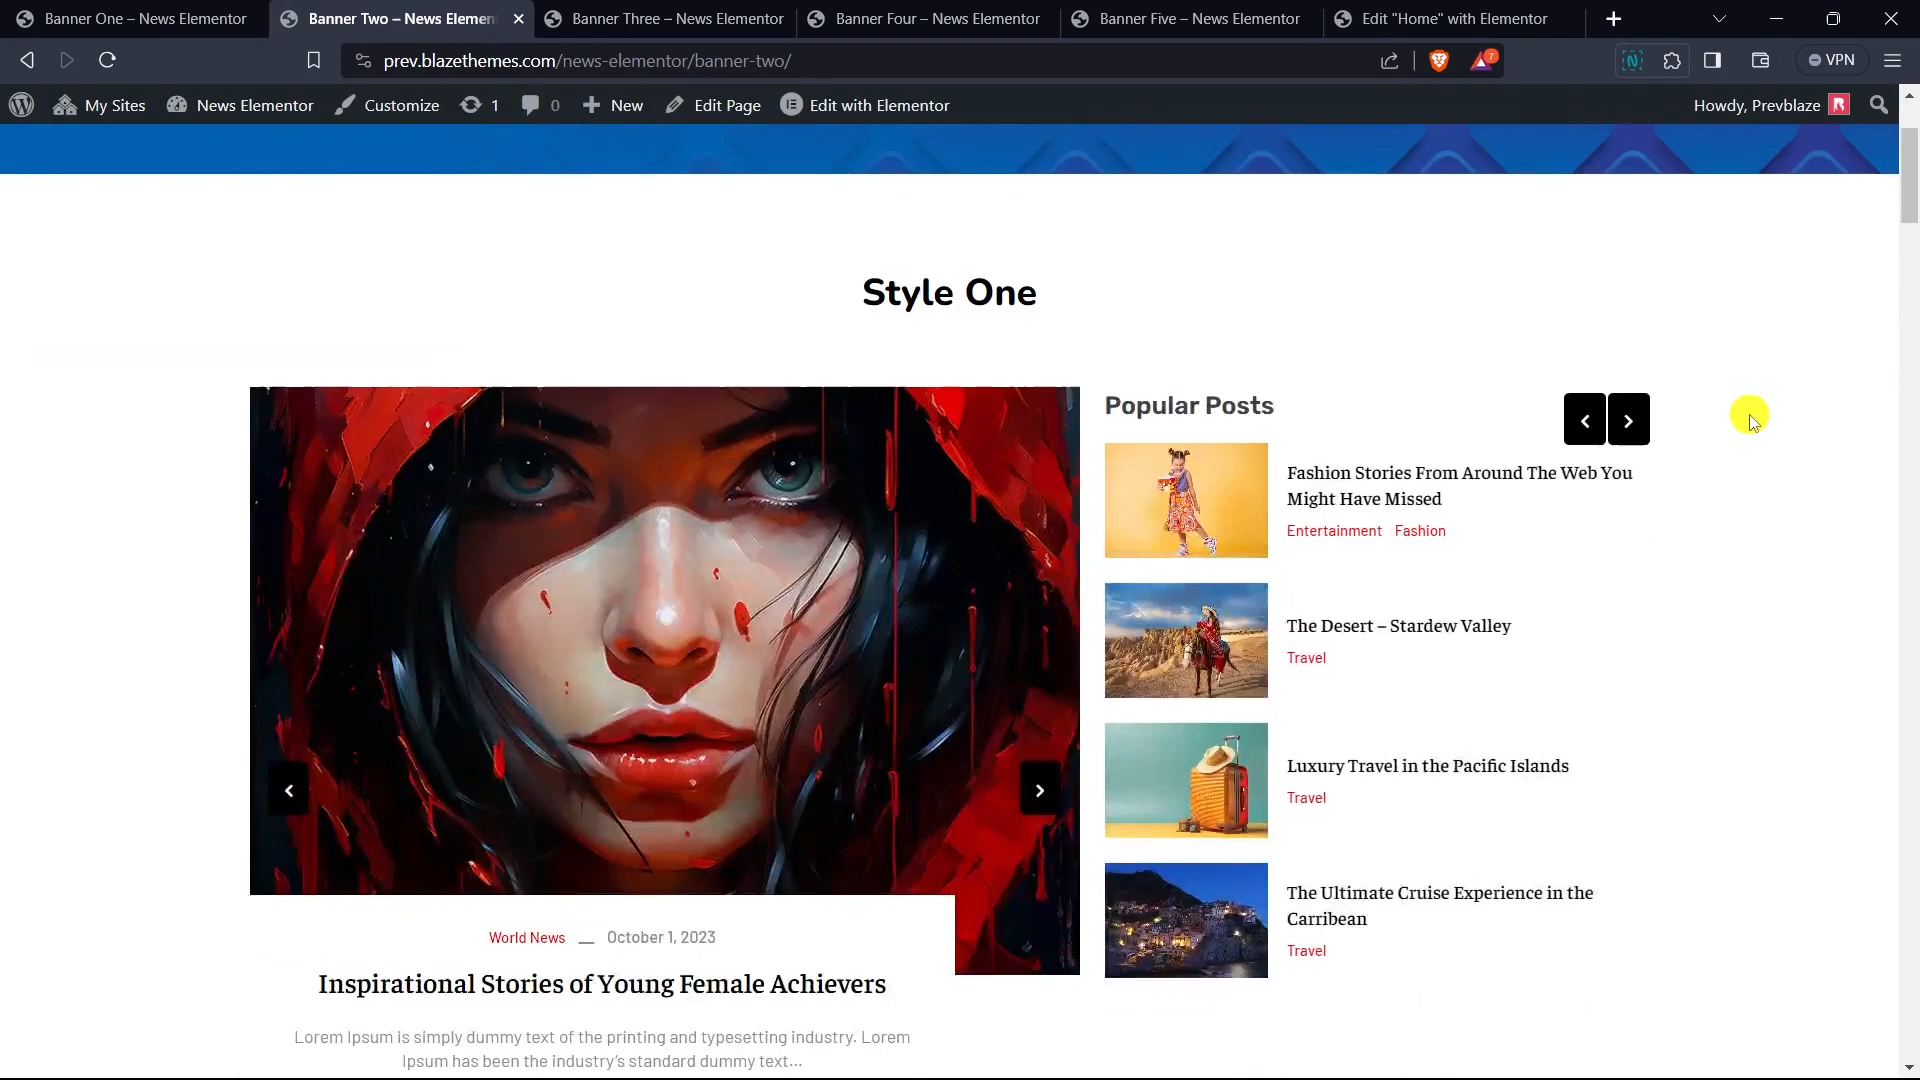 Banner One – News Elementor
Banner Two – News Elemen
Banner Three – News Elementor
Banner Four – News Elementor
Banner Five – News Elementor
Edit "Home" with Elementor
prev.blazethemes.com/news-elementor/banner-two/
7
VPN
My Sites
News Elementor
Customize
1
0
New
Edit Page
Edit with Elementor
Howdy, Prevblaze
Style One
Popular Posts
Fashion Stories From Around The Web You
Might Have Missed
Entertainment Fashion
The Desert – Stardew Valley
Travel
Luxury Travel in the Pacific Islands
Travel
The Ultimate Cruise Experience in the
Carribean
Travel
World News — October 1, 2023
Inspirational Stories of Young Female Achievers
Lorem Ipsum is simply dummy text of the printing and typesetting industry. Lorem
Ipsum has been the industry’s standard dummy text...